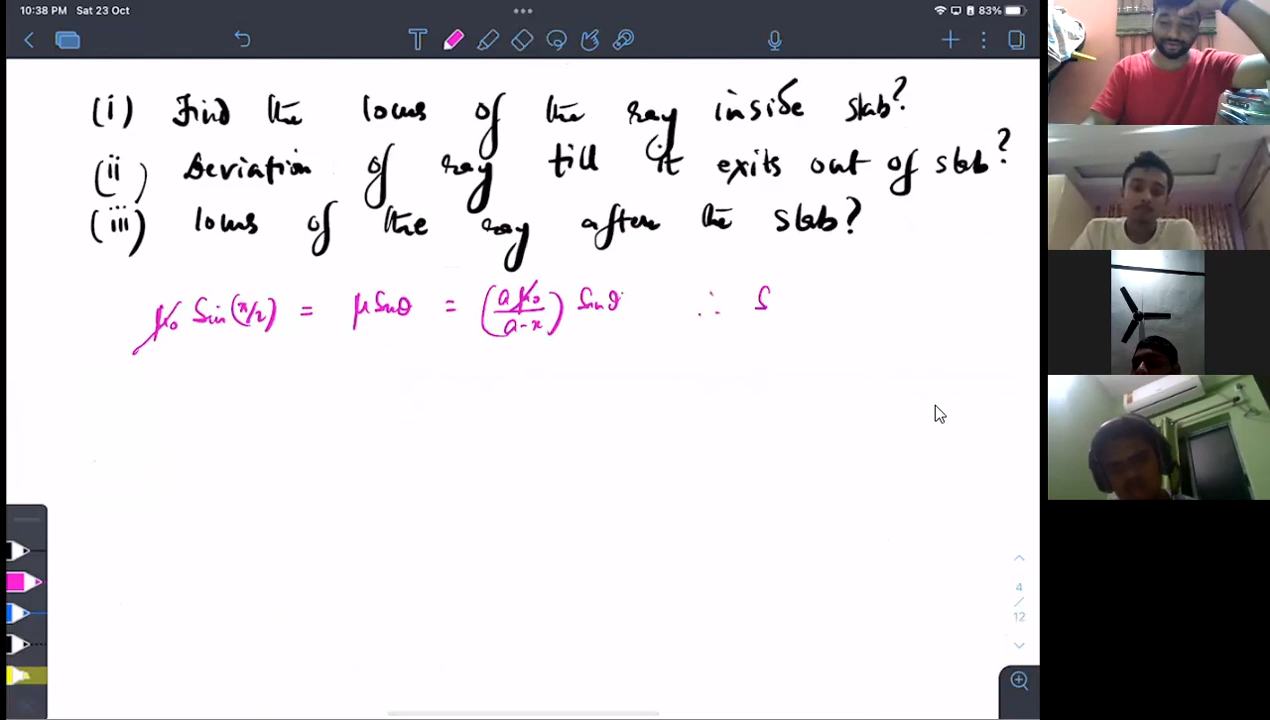 10:38 PM Sat 23 Oct
83%
(i) Find the locus of the ray inside slab?
(ii) Deviation of ray till it exits out of slab?
(iii) locus of the ray after the slab?
μ₀ Sin(π/2) = μ Sinθ = (aμ₀/(a-x)) Sinθ ∴ S
4
/
12